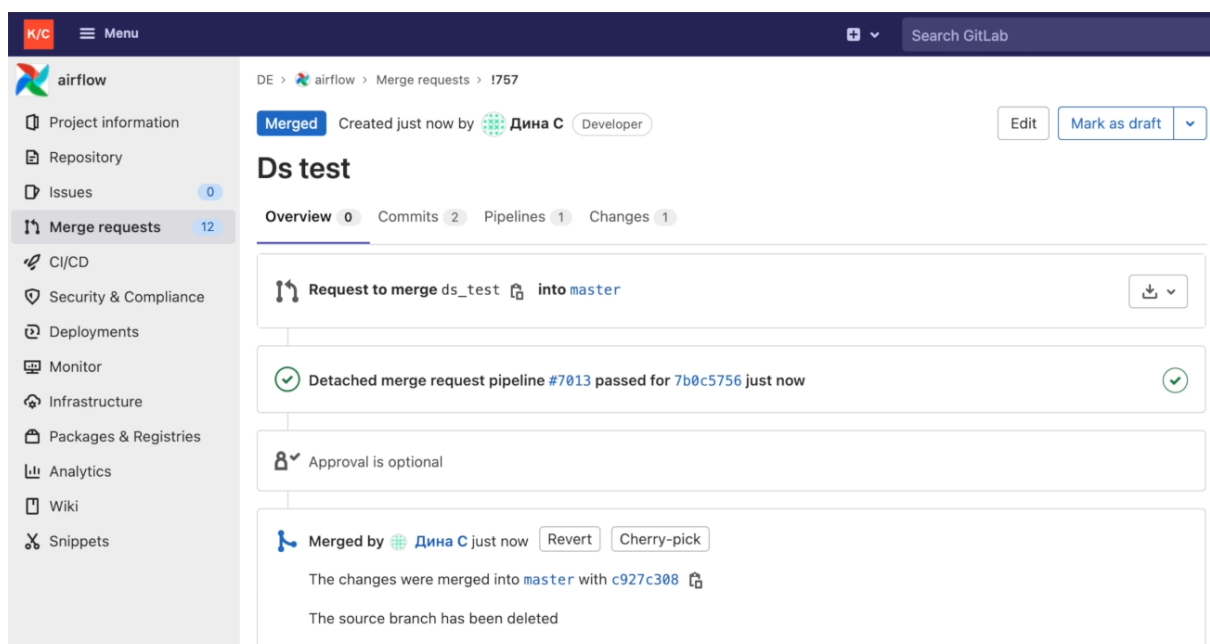 K/C Menu Search GitLab
airflow
Project information
Repository
Issues 0
Merge requests 12
CI/CD
Security & Compliance
Deployments
Monitor
Infrastructure
Packages & Registries
Analytics
Wiki
Snippets
DE > airflow > Merge requests > !757
Merged Created just now by Дина С Developer Edit Mark as draft
Ds test
Overview 0 Commits 2 Pipelines 1 Changes 1
Request to merge ds_test into master
Detached merge request pipeline #7013 passed for 7b0c5756 just now
Approval is optional
Merged by Дина С just now Revert Cherry-pick
The changes were merged into master with c927c308
The source branch has been deleted